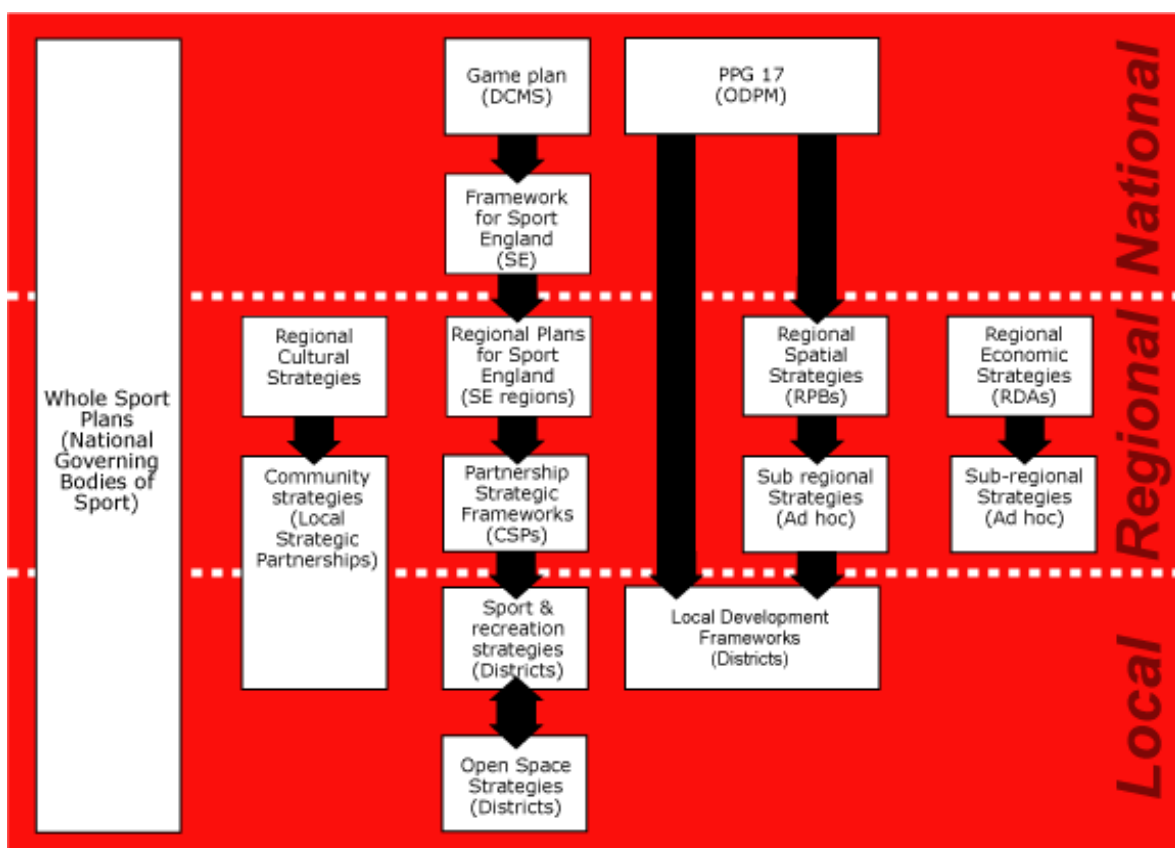 Game plan
(DCMS)
PPG 17
(ODPM)
National
Framework
for Sport
England
(SE)
Whole Sport
Plans
(National
Governing
Bodies of
Sport)
Regional
Cultural
Strategies
Regional Plans
for Sport
England
(SE regions)
Regional
Spatial
Strategies
(RPBs)
Regional
Economic
Strategies
(RDAs)
Regional
Community
strategies
(Local
Strategic
Partnerships)
Partnership
Strategic
Frameworks
(CSPs)
Sub regional
Strategies
(Ad hoc)
Sub-regional
Strategies
(Ad hoc)
Sport &
recreation
strategies
(Districts)
Local Development
Frameworks
(Districts)
Local
Open Space
Strategies
(Districts)